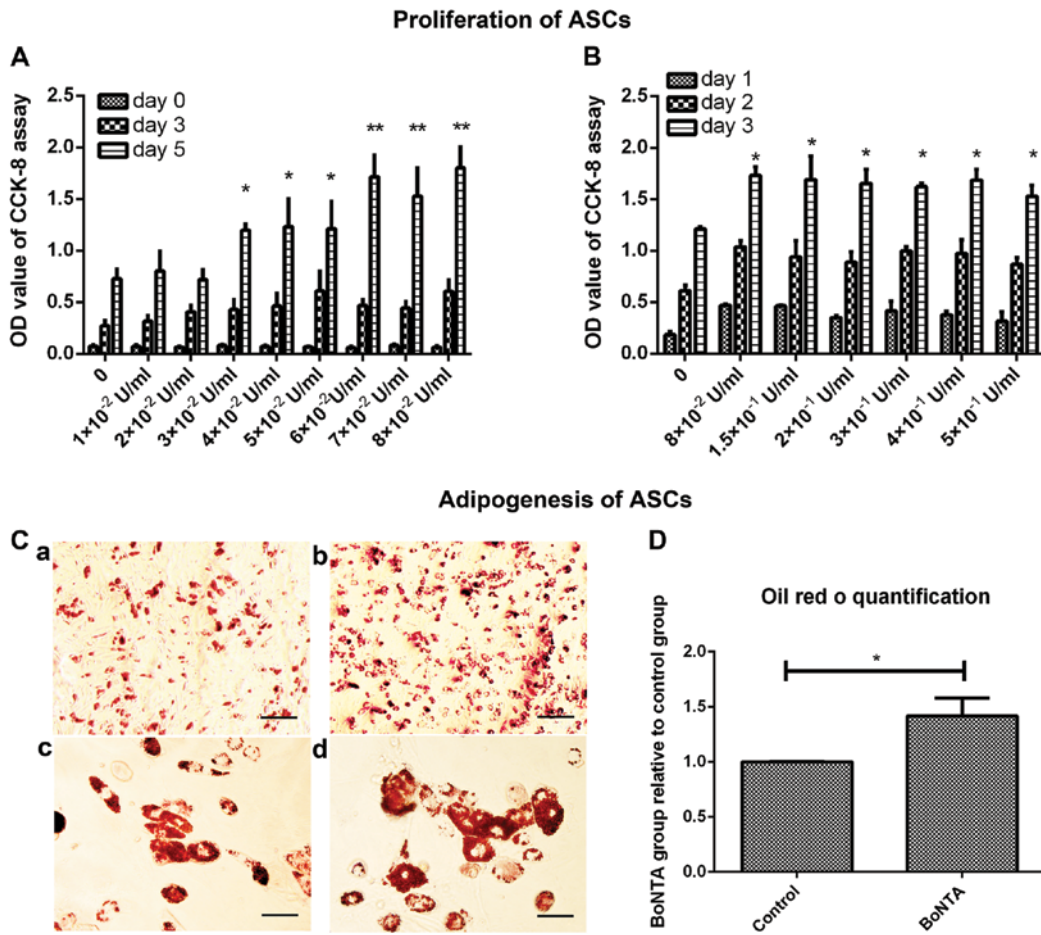 Proliferation of ASCs
A
OD value of CCK-8 assay
2.5
2.0
1.5
1.0
0.5
0.0
day 0
day 3
day 5
* * * ** ** **
0
1×10⁻² U/ml
2×10⁻² U/ml
3×10⁻² U/ml
4×10⁻² U/ml
5×10⁻² U/ml
6×10⁻² U/ml
7×10⁻² U/ml
8×10⁻² U/ml
B
OD value of CCK-8 assay
2.5
2.0
1.5
1.0
0.5
0.0
day 1
day 2
day 3
* * * * * *
0
8×10⁻² U/ml
1.5×10⁻¹ U/ml
2×10⁻¹ U/ml
3×10⁻¹ U/ml
4×10⁻¹ U/ml
5×10⁻¹ U/ml
Adipogenesis of ASCs
C
a
b
c
d
D
Oil red o quantification
BoNTA group relative to control group
2.0
1.5
1.0
0.5
0.0
*
Control
BoNTA